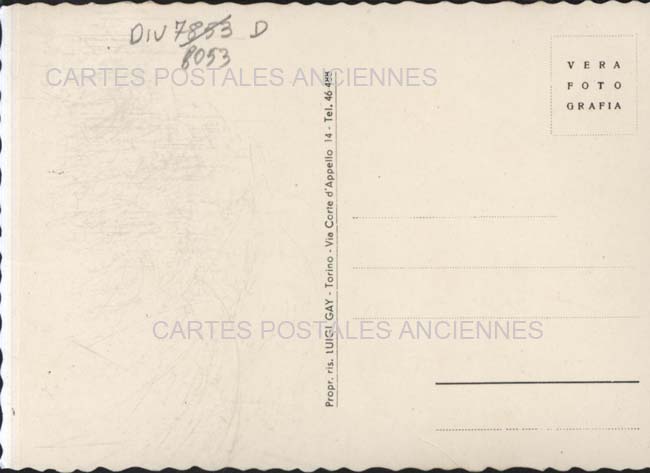 DIV 7853 D
8053
CARTES POSTALES ANCIENNES
VERA
FOTO
GRAFIA
Propr. ris. LUIGI GAY - Torino - Via Corte d'Appello 14 - Tel. 46 488
CARTES POSTALES ANCIENNES